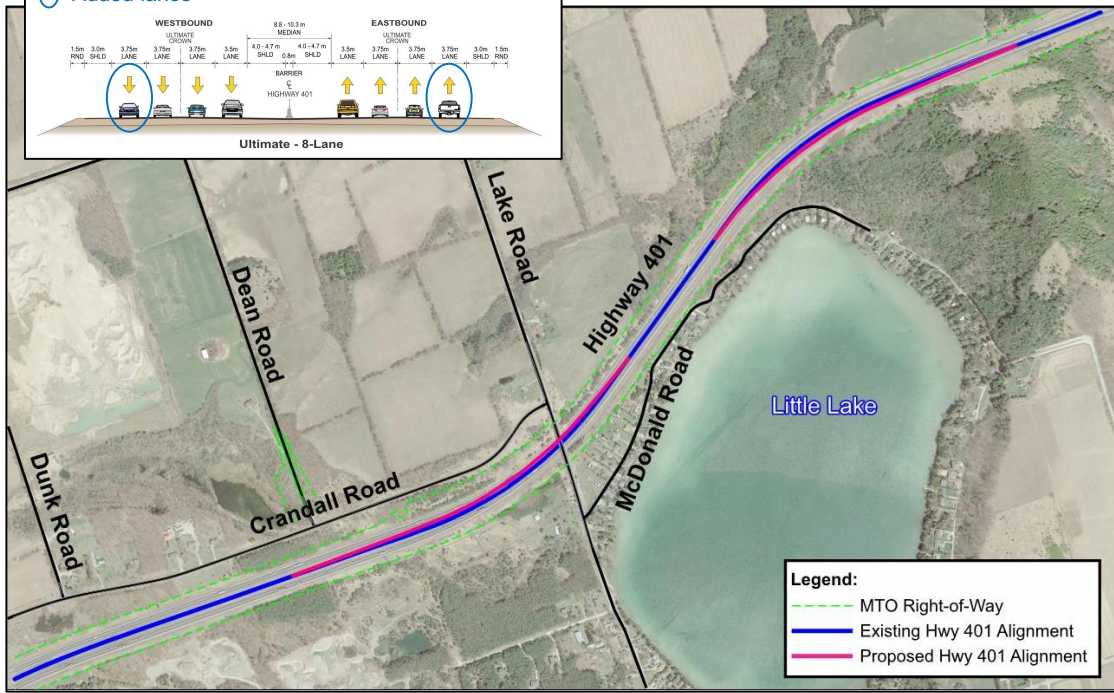 Added lanes
WESTBOUND
8.8 - 10.3 m
MEDIAN
EASTBOUND
ULTIMATE
CROWN
ULTIMATE
CROWN
1.5m
RND
3.0m
SHLD
3.75m
LANE
3.75m
LANE
3.75m
LANE
3.5m
LANE
4.0 - 4.7 m
SHLD
0.8m
4.0 - 4.7 m
SHLD
3.5m
LANE
3.75m
LANE
3.75m
LANE
3.75m
LANE
3.0m
SHLD
1.5m
RND
BARRIER
℄
HIGHWAY 401
Ultimate - 8-Lane
Lake Road
Dean Road
Highway 401
McDonald Road
Little Lake
Dunk Road
Crandall Road
Legend:
MTO Right-of-Way
Existing Hwy 401 Alignment
Proposed Hwy 401 Alignment